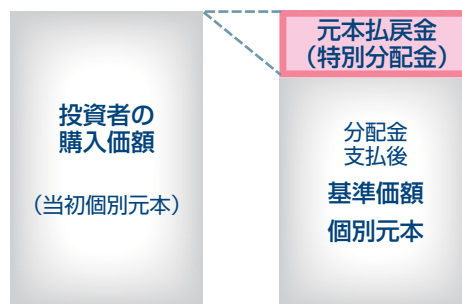 投資者の
購入価額
（当初個別元本）
元本払戻金
（特別分配金）
分配金
支払後
基準価額
個別元本